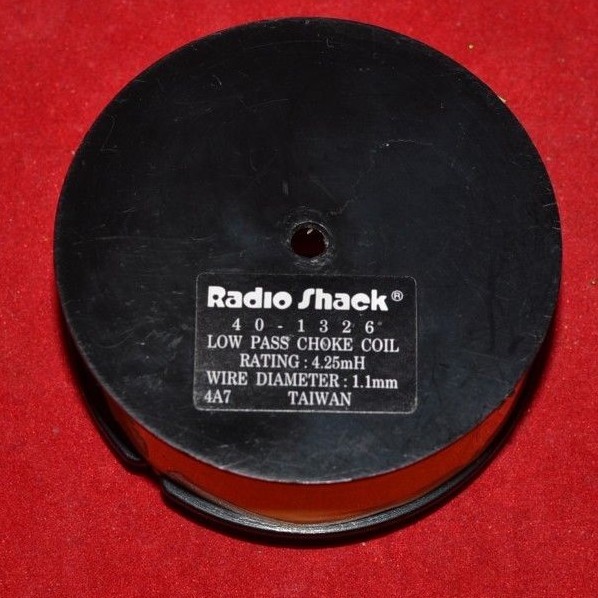 Radio Shack®
40-1326
LOW PASS CHOKE COIL
RATING : 4.25mH
WIRE DIAMETER : 1.1mm
4A7 TAIWAN